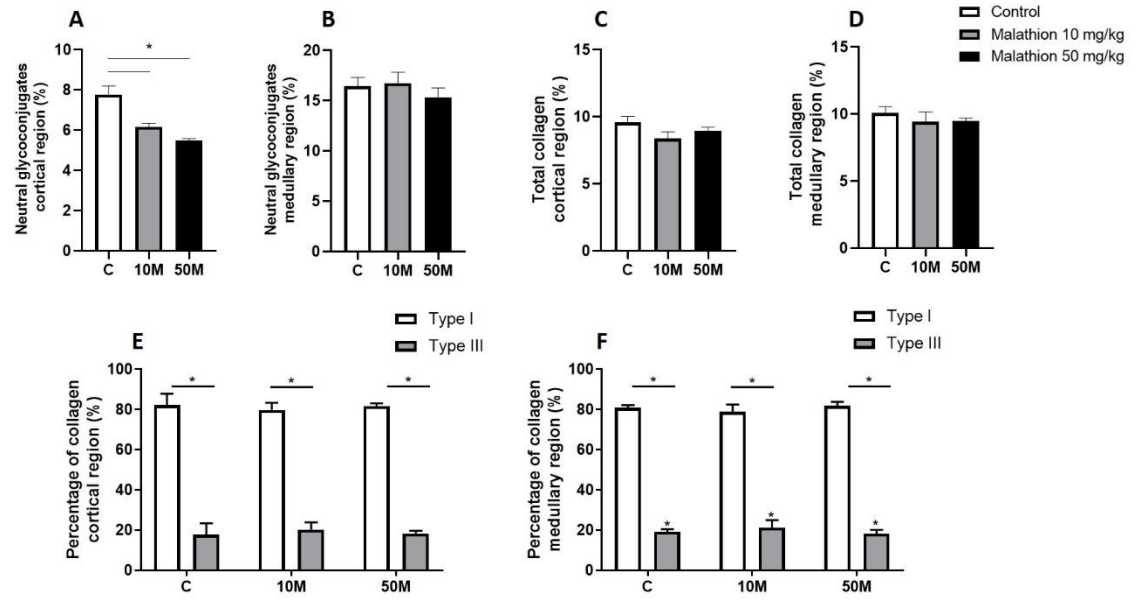 A
B
C
D
Control
Malathion 10 mg/kg
Malathion 50 mg/kg
Neutral glycoconjugates
cortical region (%)
10
8
6
4
2
0
*
C 10M 50M
Neutral glycoconjugates
medullary region (%)
20
15
10
5
0
C 10M 50M
Total collagen
cortical region (%)
15
10
5
0
C 10M 50M
Total collagen
medullary region (%)
15
10
5
0
C 10M 50M
E
Type I
Type III
Percentage of collagen
cortical region (%)
100
80
60
40
20
0
* * *
C 10M 50M
F
Type I
Type III
Percentage of collagen
medullary region (%)
100
80
60
40
20
0
* * *
* * *
C 10M 50M